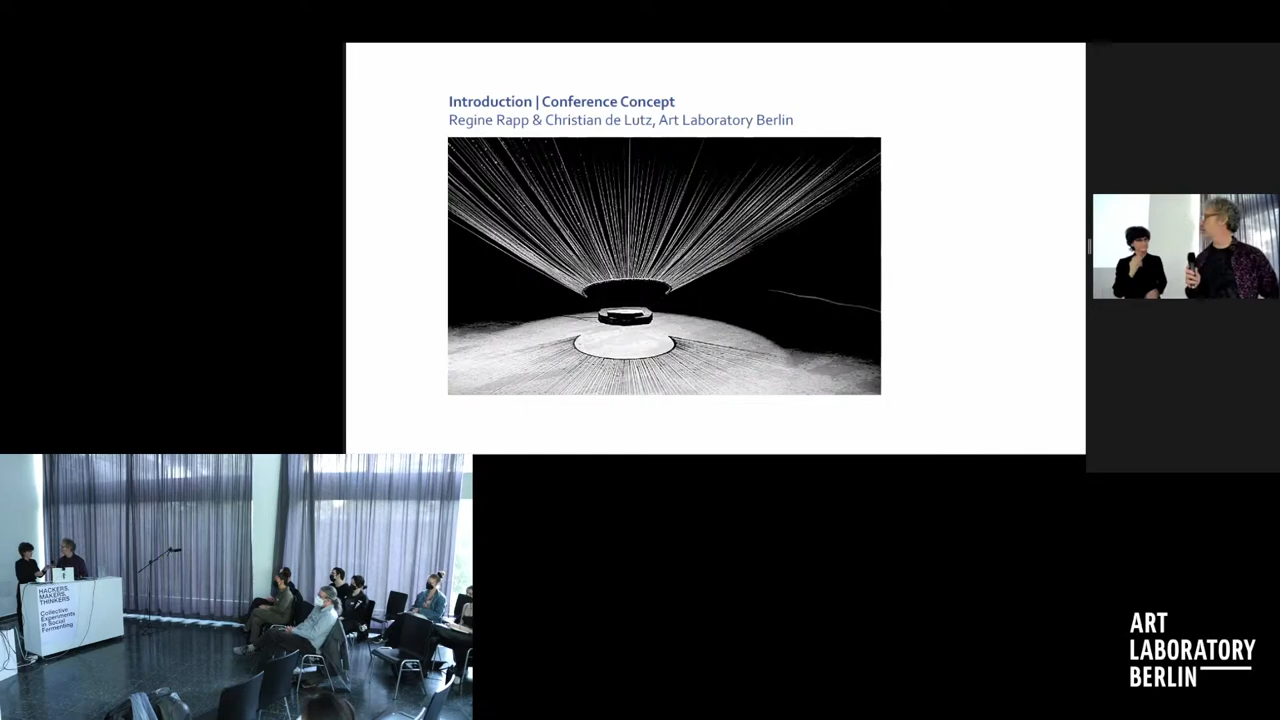 Introduction | Conference Concept
Regine Rapp & Christian de Lutz, Art Laboratory Berlin
HACKERS,
MAKERS,
THINKERS
Collective
Experiments
in Social
Fermenting
ART
LABORATORY
BERLIN